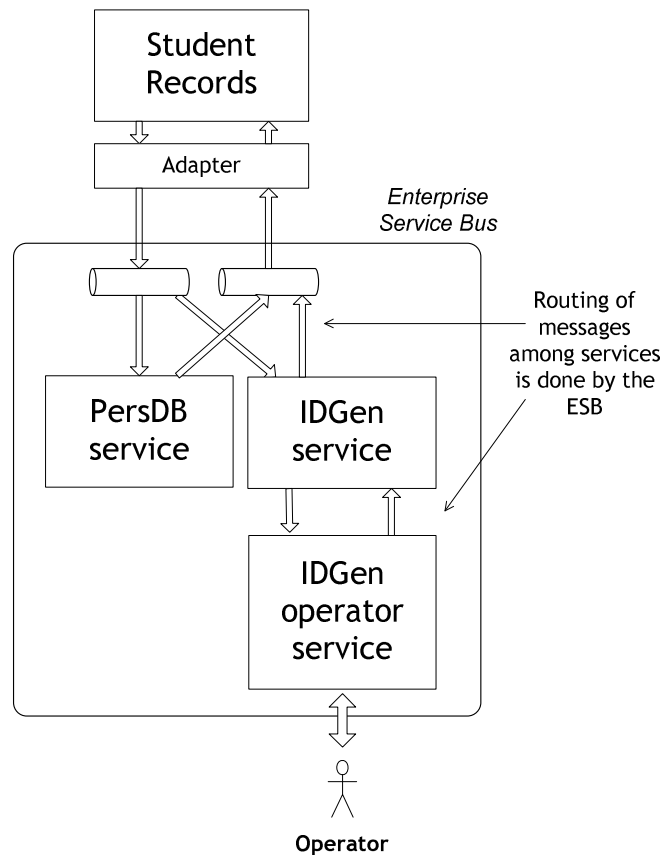 Student
Records
Adapter
Enterprise
Service Bus
Routing of
messages
among services
is done by the
ESB
PersDB
service
IDGen
service
IDGen
operator
service
Operator